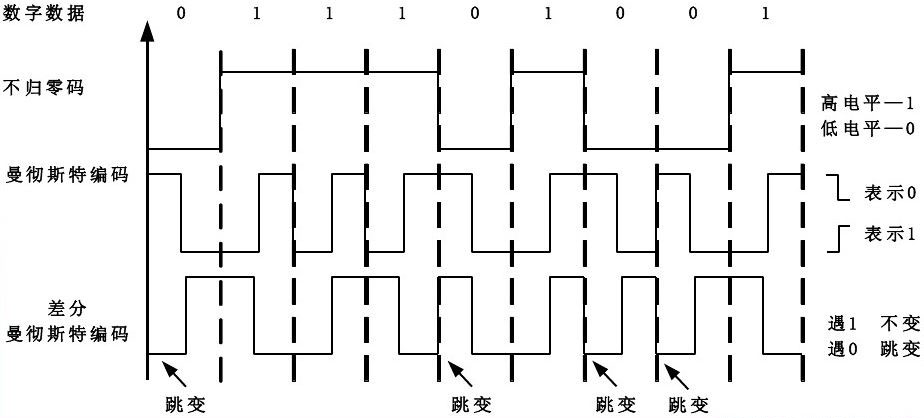 数字数据 0 1 1 1 0 1 0 0 1
不归零码
高电平—1
低电平—0
曼彻斯特编码
表示0
表示1
差分
曼彻斯特编码
遇1 不变
遇0 跳变
跳变 跳变 跳变 跳变